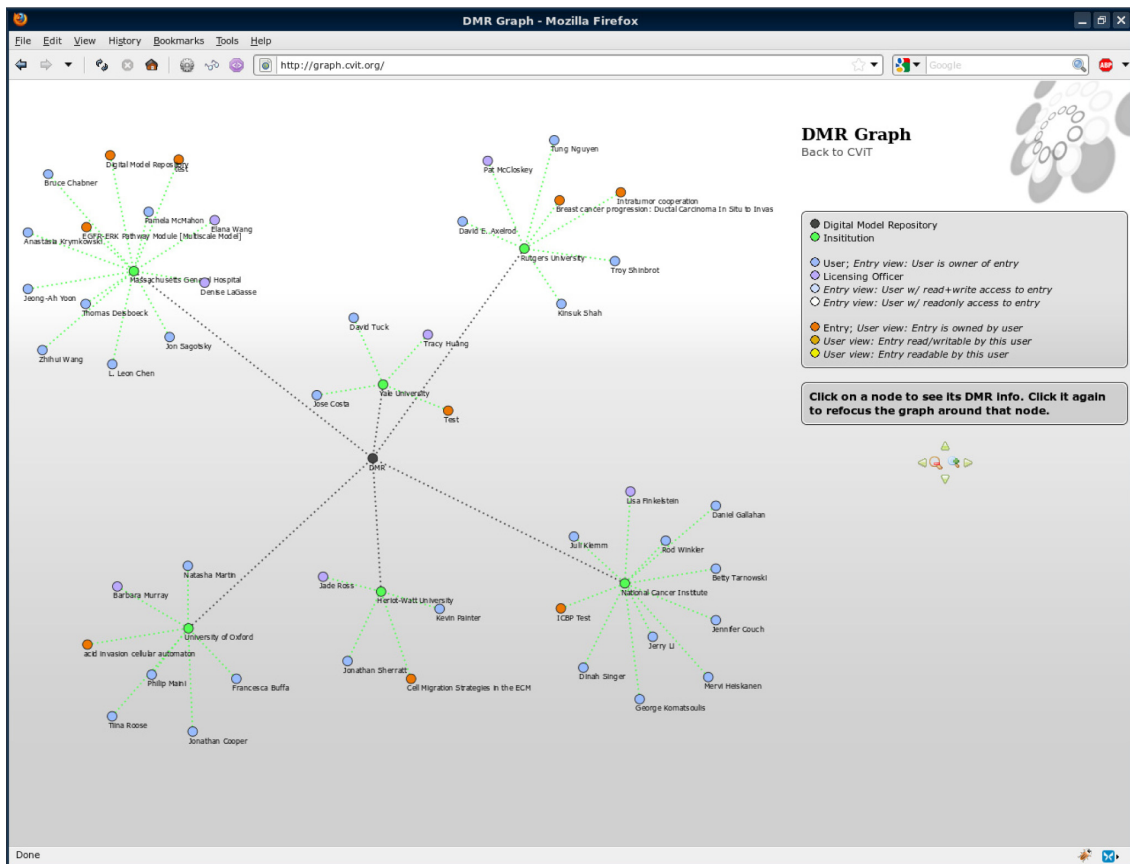 DMR Graph - Mozilla Firefox
File Edit View History Bookmarks Tools Help
http://graph.cvit.org/
Google
ABP
DMR Graph
Back to CViT
Digital Model Repository
Insititution
User; Entry view: User is owner of entry
Licensing Officer
Entry view: User w/ read+write access to entry
Entry view: User w/ readonly access to entry
Entry; User view: Entry is owned by user
User view: Entry read/writable by this user
User view: Entry readable by this user
Click on a node to see its DMR info. Click it again
to refocus the graph around that node.
Digital Model Repository
test
Bruce Chabner
Pamela McMahon
Elana Wang
EGFR-ERK Pathway Module [Multiscale Model]
Anastasia Krymkowski
Massachusetts General Hospital
Denise LaGasse
Jeong-Ah Yoon
Thomas Deisboeck
Jon Sagotsky
Zhihui Wang
L. Leon Chen
Tung Nguyen
Pat McCloskey
Intratumor cooperation
Breast cancer progression: Ductal Carcinoma In Situ to Invas
David E. Axelrod
Rutgers University
Troy Shinbrot
Kinsuk Shah
David Tuck
Tracy Huang
Yale University
Jose Costa
Test
DMR
Lisa Finkelstein
Daniel Gallahan
Juli Klemm
Rod Winkler
Betty Tarnowski
National Cancer Institute
ICBP Test
Jennifer Couch
Jerry Li
Dinah Singer
Mervi Heiskanen
George Komatsoulis
Natasha Martin
Barbara Murray
University of Oxford
acid invasion cellular automaton
Philip Maini
Francesca Buffa
Tiina Roose
Jonathan Cooper
Jade Ross
Heriot-Watt University
Kevin Painter
Jonathan Sherratt
Cell Migration Strategies in the ECM
Done